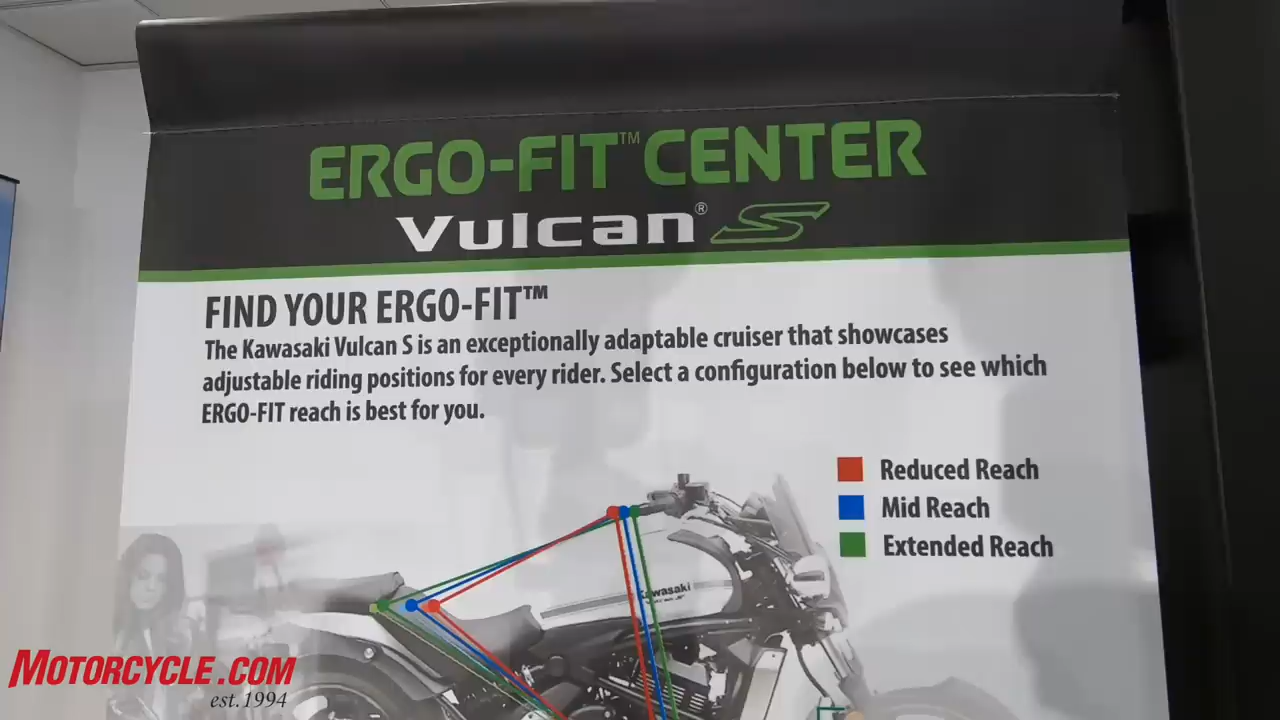 ERGO-FIT™ CENTER
Vulcan® S
FIND YOUR ERGO-FIT™
The Kawasaki Vulcan S is an exceptionally adaptable cruiser that showcases
adjustable riding positions for every rider. Select a configuration below to see which
ERGO-FIT reach is best for you.
Reduced Reach
Mid Reach
Extended Reach
Kawasaki
MOTORCYCLE.COM
est.1994